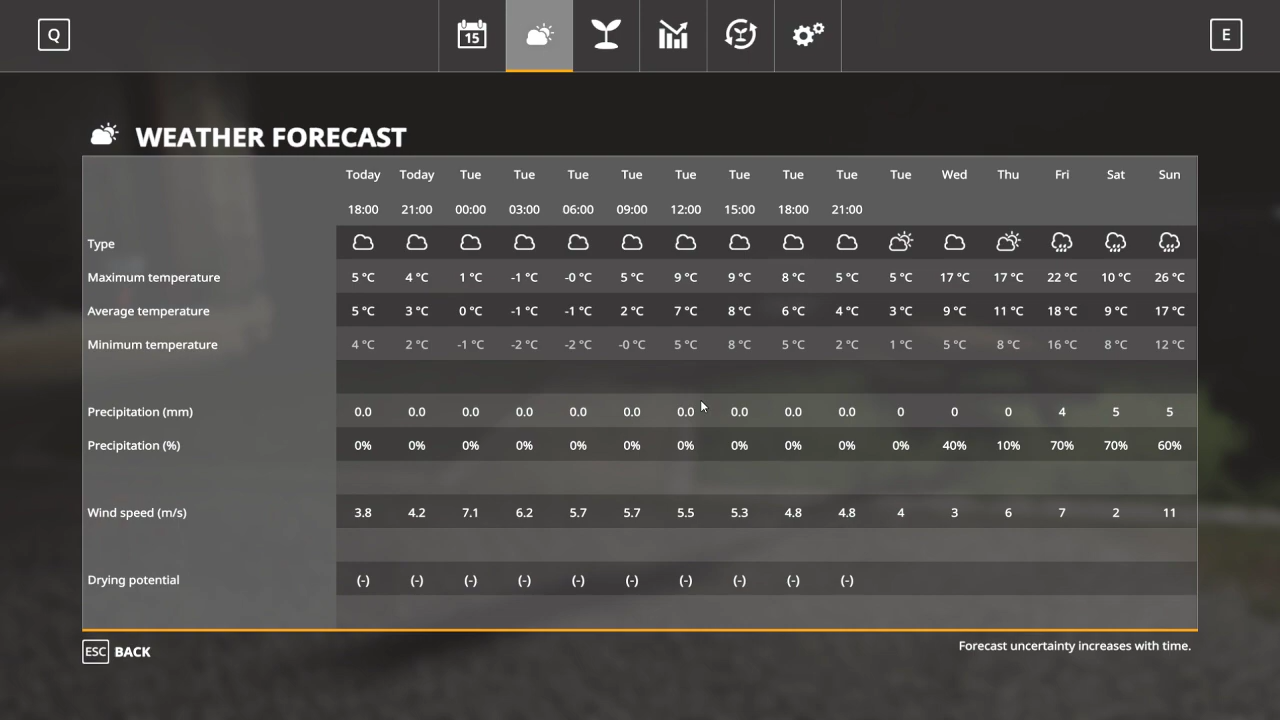 Q
15
E
WEATHER FORECAST
Today Today Tue Tue Tue Tue Tue Tue Tue Tue Tue Wed Thu Fri Sat Sun
18:00 21:00 00:00 03:00 06:00 09:00 12:00 15:00 18:00 21:00
Type
Maximum temperature 5 °C 4 °C 1 °C -1 °C -0 °C 5 °C 9 °C 9 °C 8 °C 5 °C 5 °C 17 °C 17 °C 22 °C 10 °C 26 °C
Average temperature 5 °C 3 °C 0 °C -1 °C -1 °C 2 °C 7 °C 8 °C 6 °C 4 °C 3 °C 9 °C 11 °C 18 °C 9 °C 17 °C
Minimum temperature 4 °C 2 °C -1 °C -2 °C -2 °C -0 °C 5 °C 8 °C 5 °C 2 °C 1 °C 5 °C 8 °C 16 °C 8 °C 12 °C
Precipitation (mm) 0.0 0.0 0.0 0.0 0.0 0.0 0.0 0.0 0.0 0.0 0 0 0 4 5 5
Precipitation (%) 0% 0% 0% 0% 0% 0% 0% 0% 0% 0% 0% 40% 10% 70% 70% 60%
Wind speed (m/s) 3.8 4.2 7.1 6.2 5.7 5.7 5.5 5.3 4.8 4.8 4 3 6 7 2 11
Drying potential (-) (-) (-) (-) (-) (-) (-) (-) (-) (-)
ESC BACK
Forecast uncertainty increases with time.